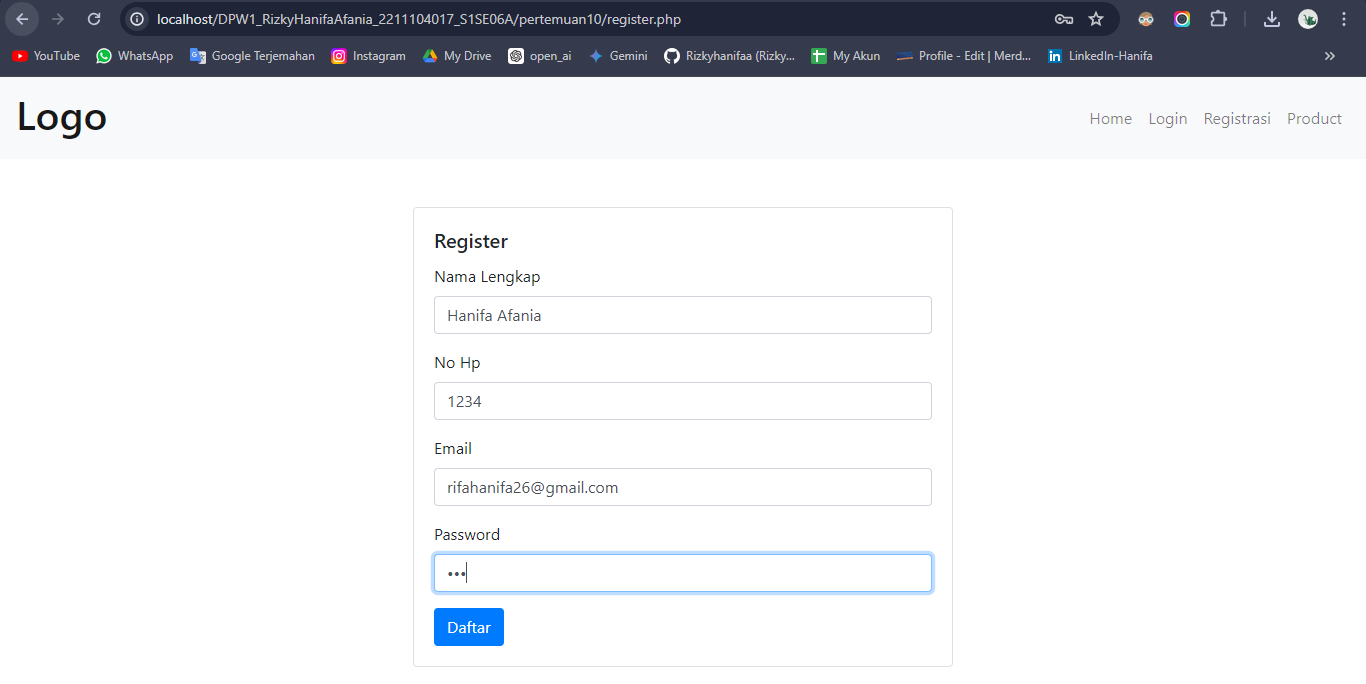 localhost/DPW1_RizkyHanifaAfania_2211104017_S1SE06A/pertemuan10/register.php
YouTube WhatsApp Google Terjemahan Instagram My Drive open_ai Gemini Rizkyhanifaa (Rizky... My Akun Profile - Edit | Merd... LinkedIn-Hanifa
Logo Home Login Registrasi Product
Register
Nama Lengkap
Hanifa Afania
No Hp
1234
Email
rifahanifa26@gmail.com
Password
•••
Daftar